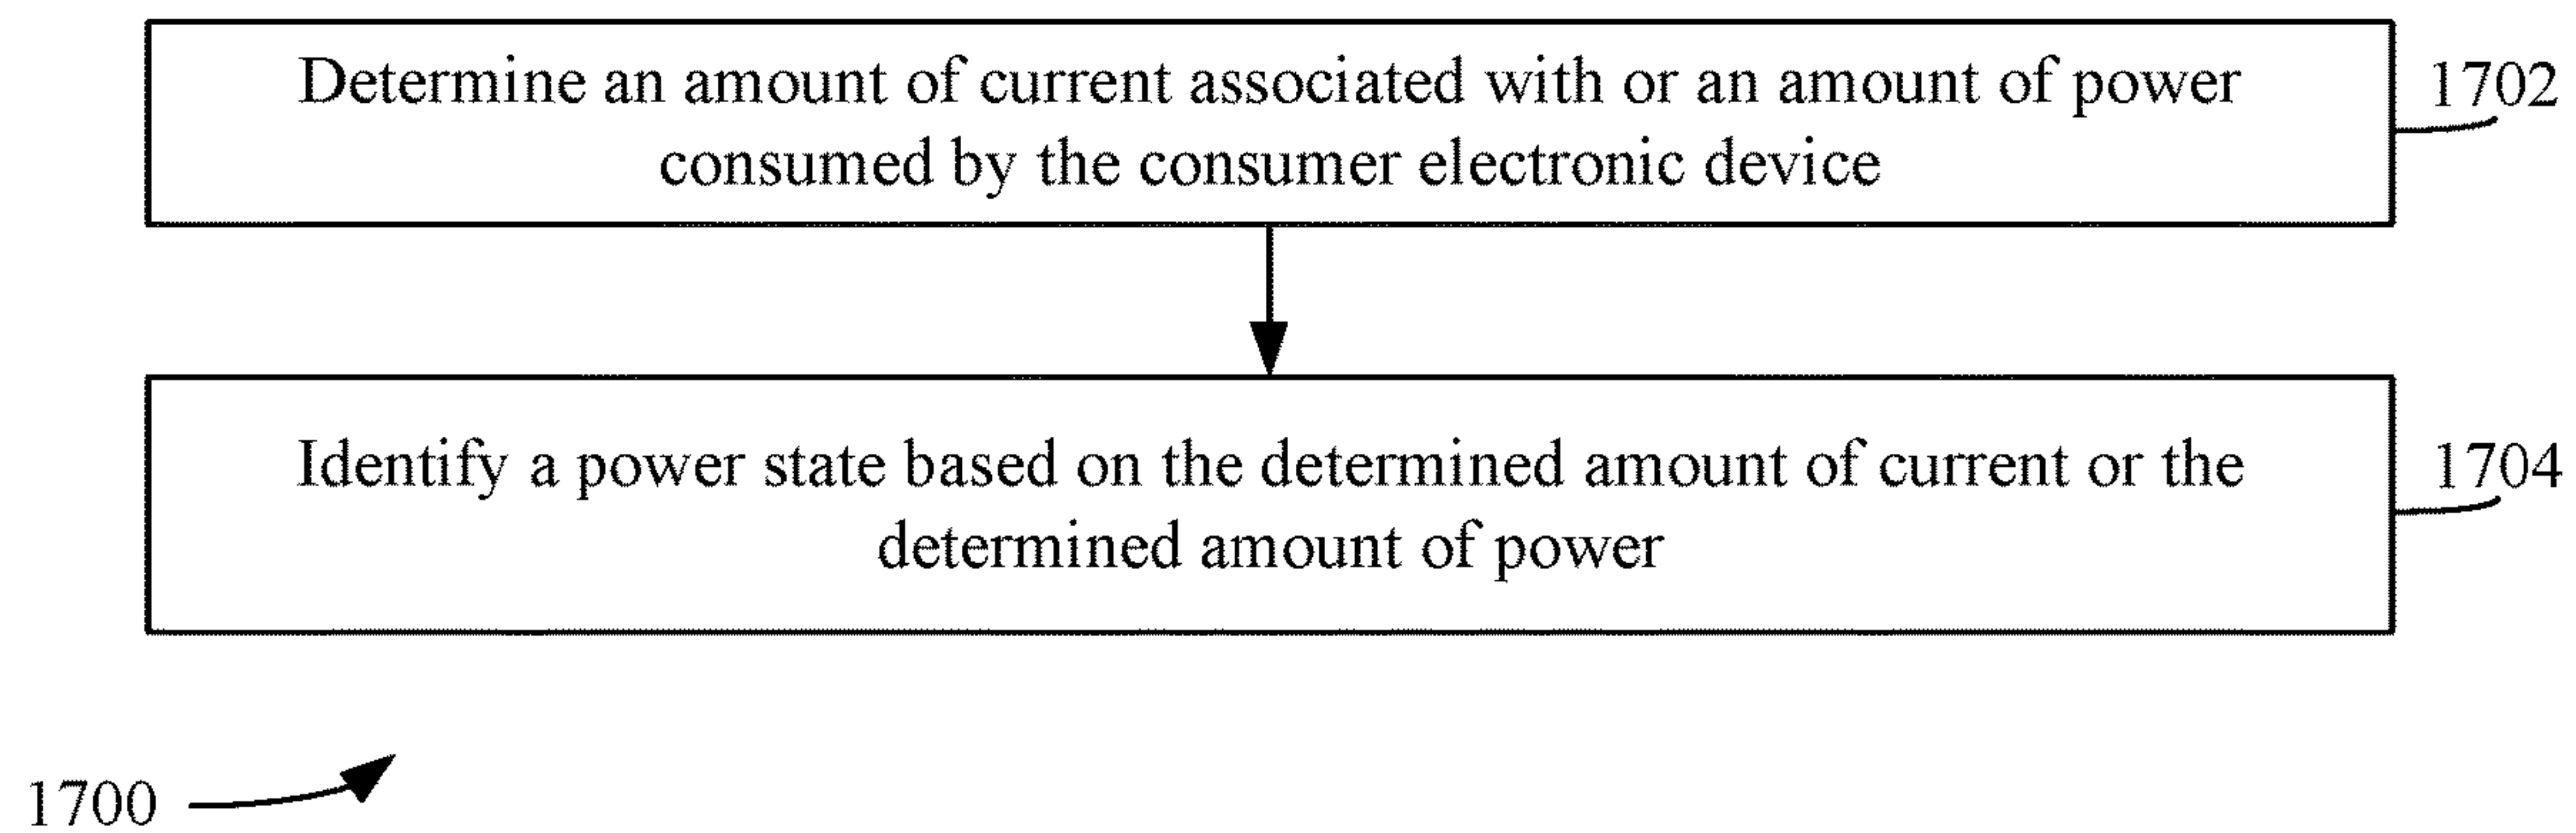 Determine an amount of current associated with or an amount of power
consumed by the consumer electronic device
1702
Identify a power state based on the determined amount of current or the
determined amount of power
1704
1700